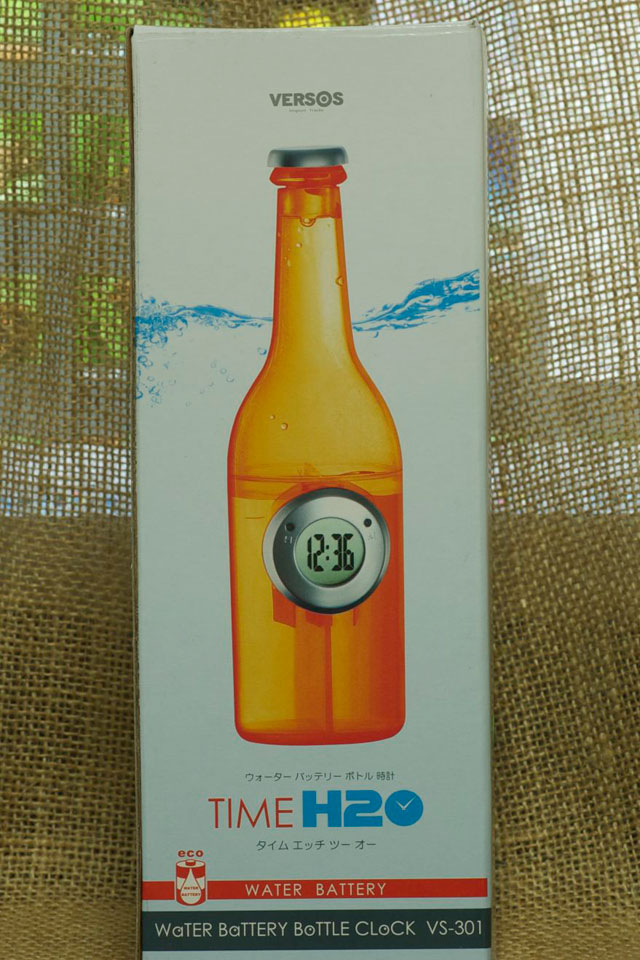 VERSOS
12:36
ウォーター バッテリー ボトル 時計
TIME H2O
タイム エッチ ツー オー
eco
WATER BATTERY
WATER BATTERY
WaTER BaTTERY BoTTLE CLoCK VS-301